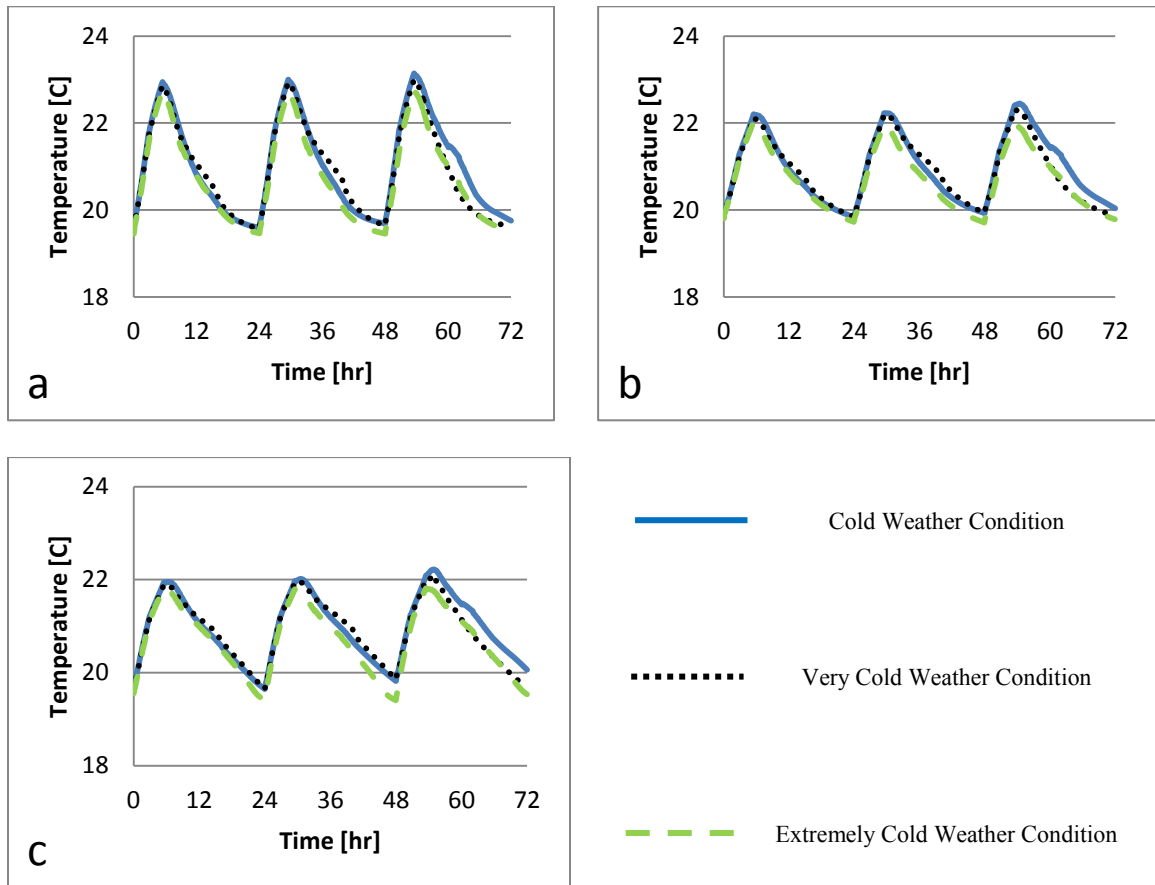 24
22
20
18
Temperature [C]
0 12 24 36 48 60 72
Time [hr]
a
24
22
20
18
Temperature [C]
0 12 24 36 48 60 72
Time [hr]
b
24
22
20
18
Temperature [C]
0 12 24 36 48 60 72
Time [hr]
c
Cold Weather Condition
Very Cold Weather Condition
Extremely Cold Weather Condition